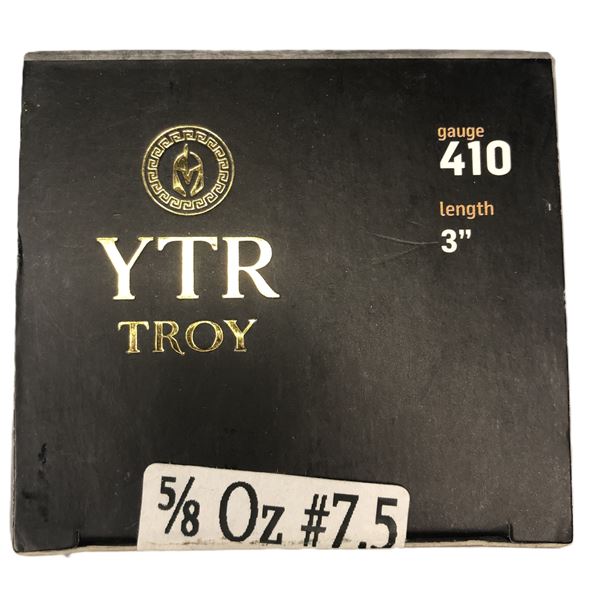 YTR
TROY
gauge
410
length
3”
5/8 Oz #7.5